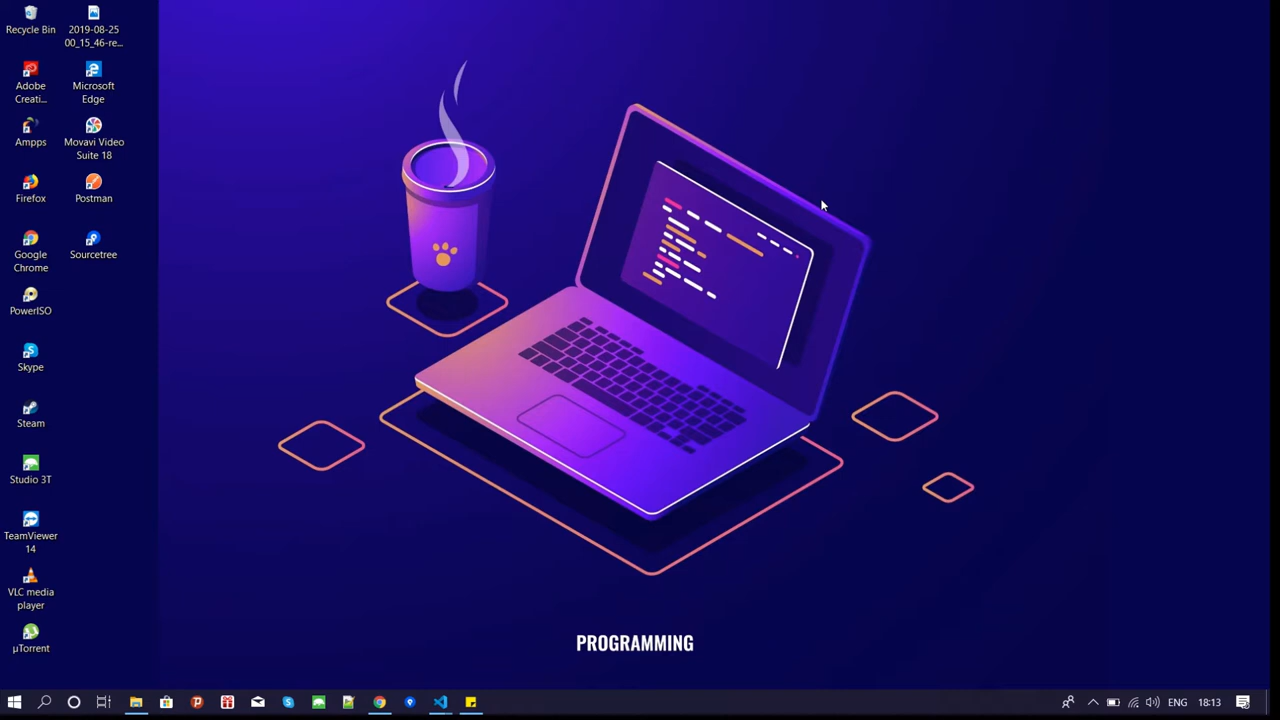 Recycle Bin
2019-08-25
00_15_46-re...
Adobe
Creati...
Microsoft
Edge
Ampps
Movavi Video
Suite 18
Firefox
Postman
Google
Chrome
Sourcetree
PowerISO
Skype
Steam
Studio 3T
TeamViewer
14
VLC media
player
µTorrent
PROGRAMMING
ENG
18:13